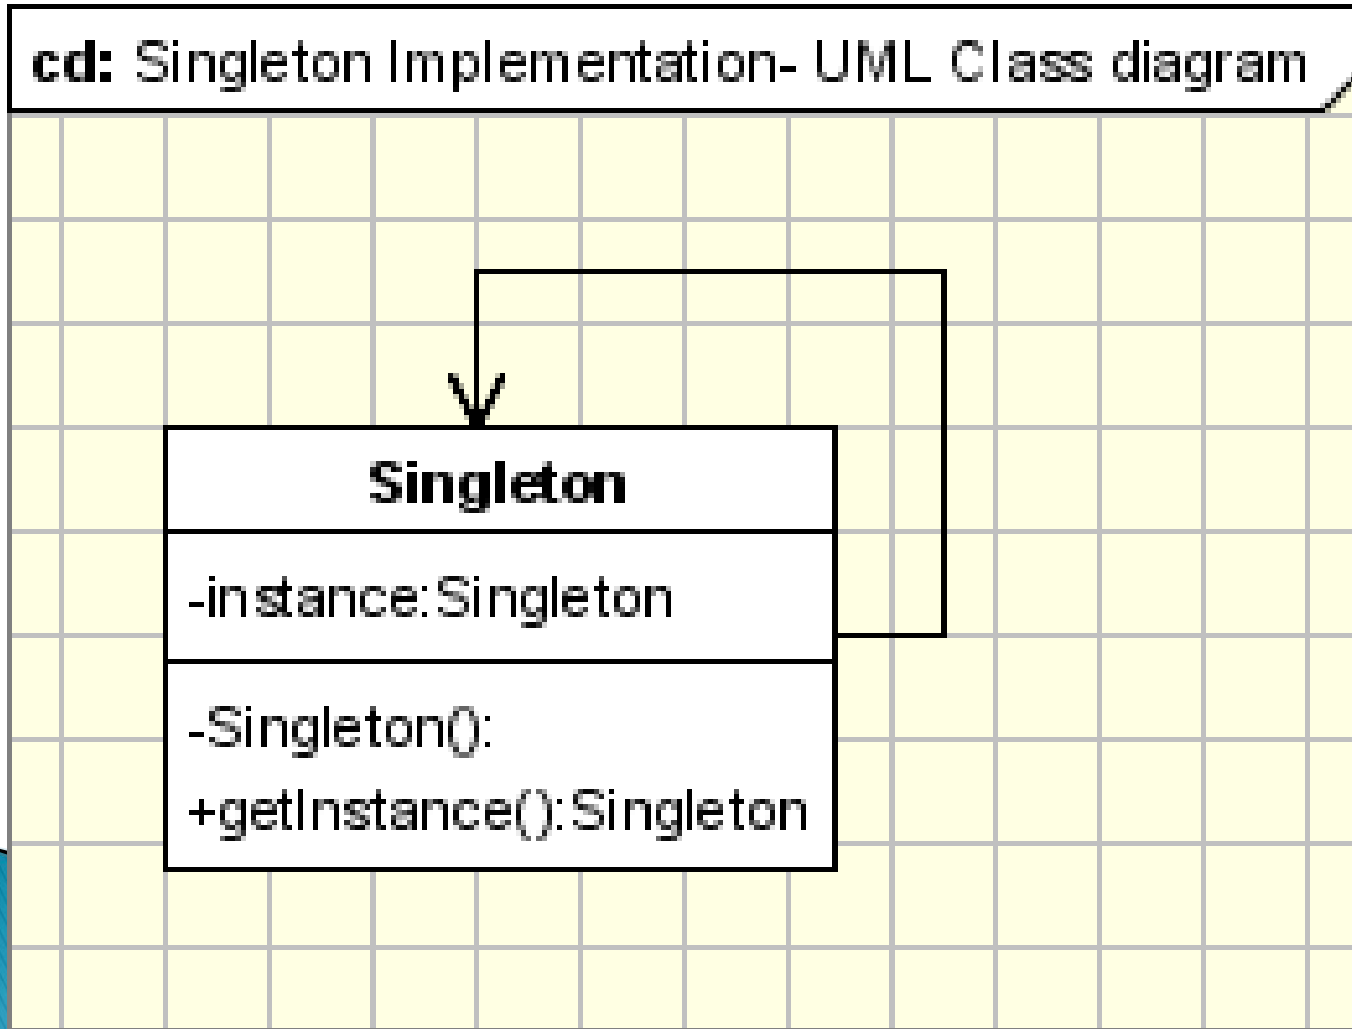 cd: Singleton Implementation- UML Class diagram
Singleton
-instance:Singleton
-Singleton():
+getInstance():Singleton